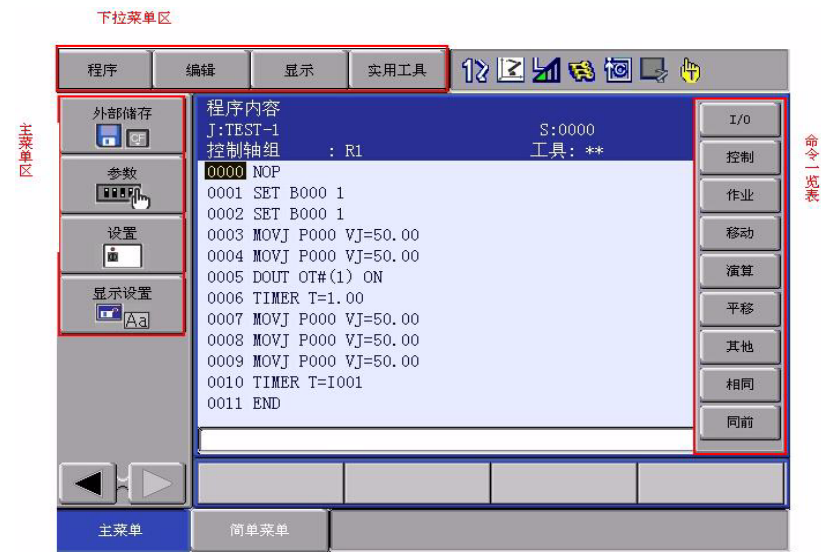 下拉菜单区
程序
编辑
显示
实用工具
主菜单区
外部储存
CF
参数
设置
显示设置
Aa
程序内容
J:TEST-1
S:0000
控制轴组 : R1
工具: **
0000 NOP
0001 SET B000 1
0002 SET B000 1
0003 MOVJ P000 VJ=50.00
0004 MOVJ P000 VJ=50.00
0005 DOUT OT#(1) ON
0006 TIMER T=1.00
0007 MOVJ P000 VJ=50.00
0008 MOVJ P000 VJ=50.00
0009 MOVJ P000 VJ=50.00
0010 TIMER T=I001
0011 END
I/O
控制
作业
移动
演算
平移
其他
相同
同前
命令一览表
主菜单
简单菜单